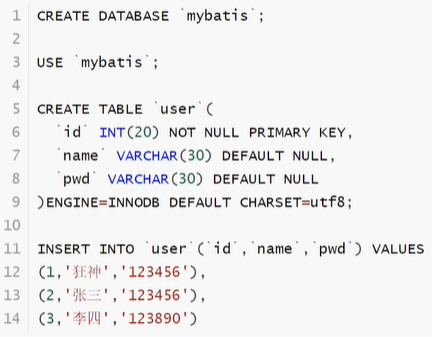 1 CREATE DATABASE `mybatis`;
2
3 USE `mybatis`;
4
5 CREATE TABLE `user`(
6   `id` INT(20) NOT NULL PRIMARY KEY,
7   `name` VARCHAR(30) DEFAULT NULL,
8   `pwd` VARCHAR(30) DEFAULT NULL
9 )ENGINE=INNODB DEFAULT CHARSET=utf8;
10
11 INSERT INTO `user`(`id`,`name`,`pwd`) VALUES
12 (1,'狂神','123456'),
13 (2,'张三','123456'),
14 (3,'李四','123890')